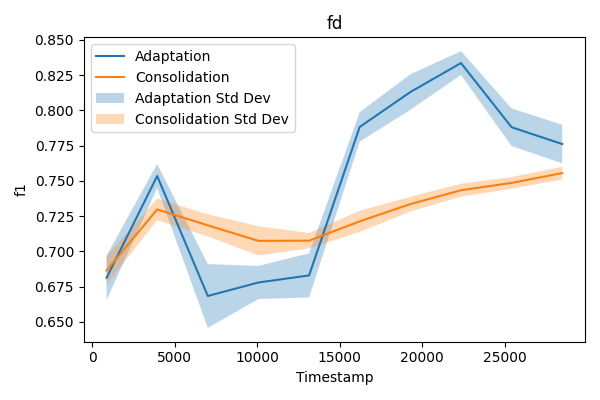 fd
Adaptation
Consolidation
Adaptation Std Dev
Consolidation Std Dev
f1
0.850
0.825
0.800
0.775
0.750
0.725
0.700
0.675
0.650
0
5000
10000
15000
20000
25000
Timestamp